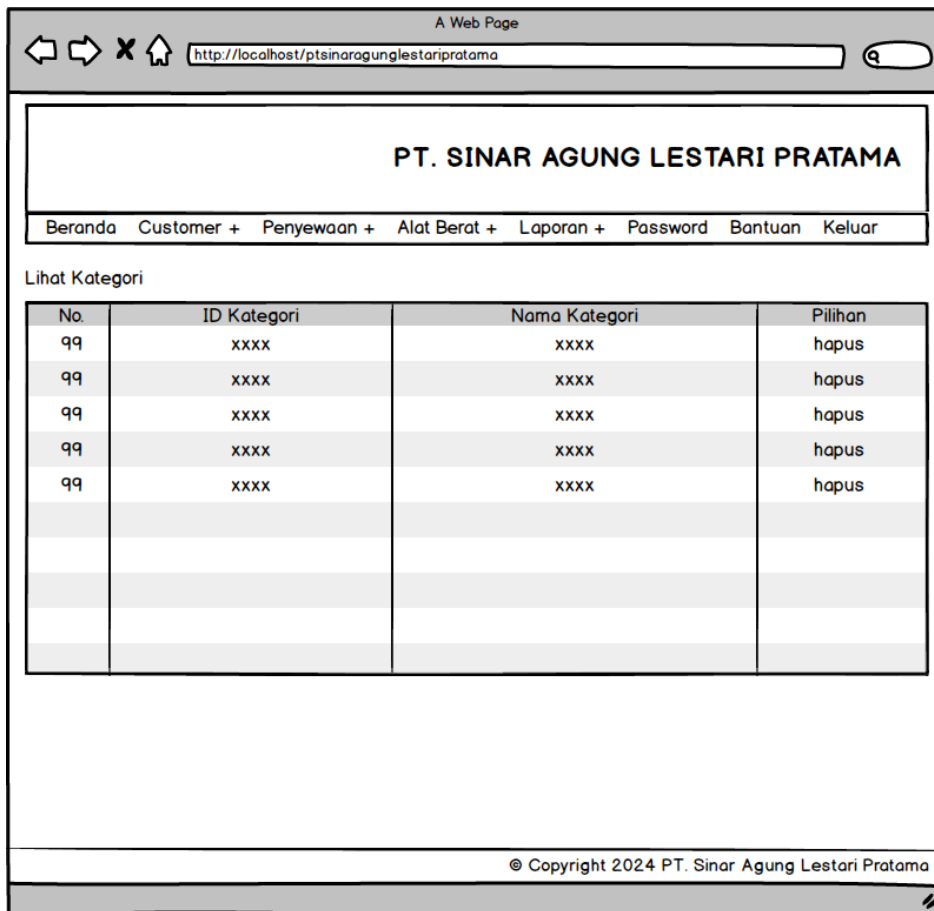 A Web Page
http://localhost/ptsinaragunglestaripratama
PT. SINAR AGUNG LESTARI PRATAMA
Beranda Customer + Penyewaan + Alat Berat + Laporan + Password Bantuan Keluar
Lihat Kategori
No. ID Kategori Nama Kategori Pilihan
99 xxxx xxxx hapus
99 xxxx xxxx hapus
99 xxxx xxxx hapus
99 xxxx xxxx hapus
99 xxxx xxxx hapus
© Copyright 2024 PT. Sinar Agung Lestari Pratama